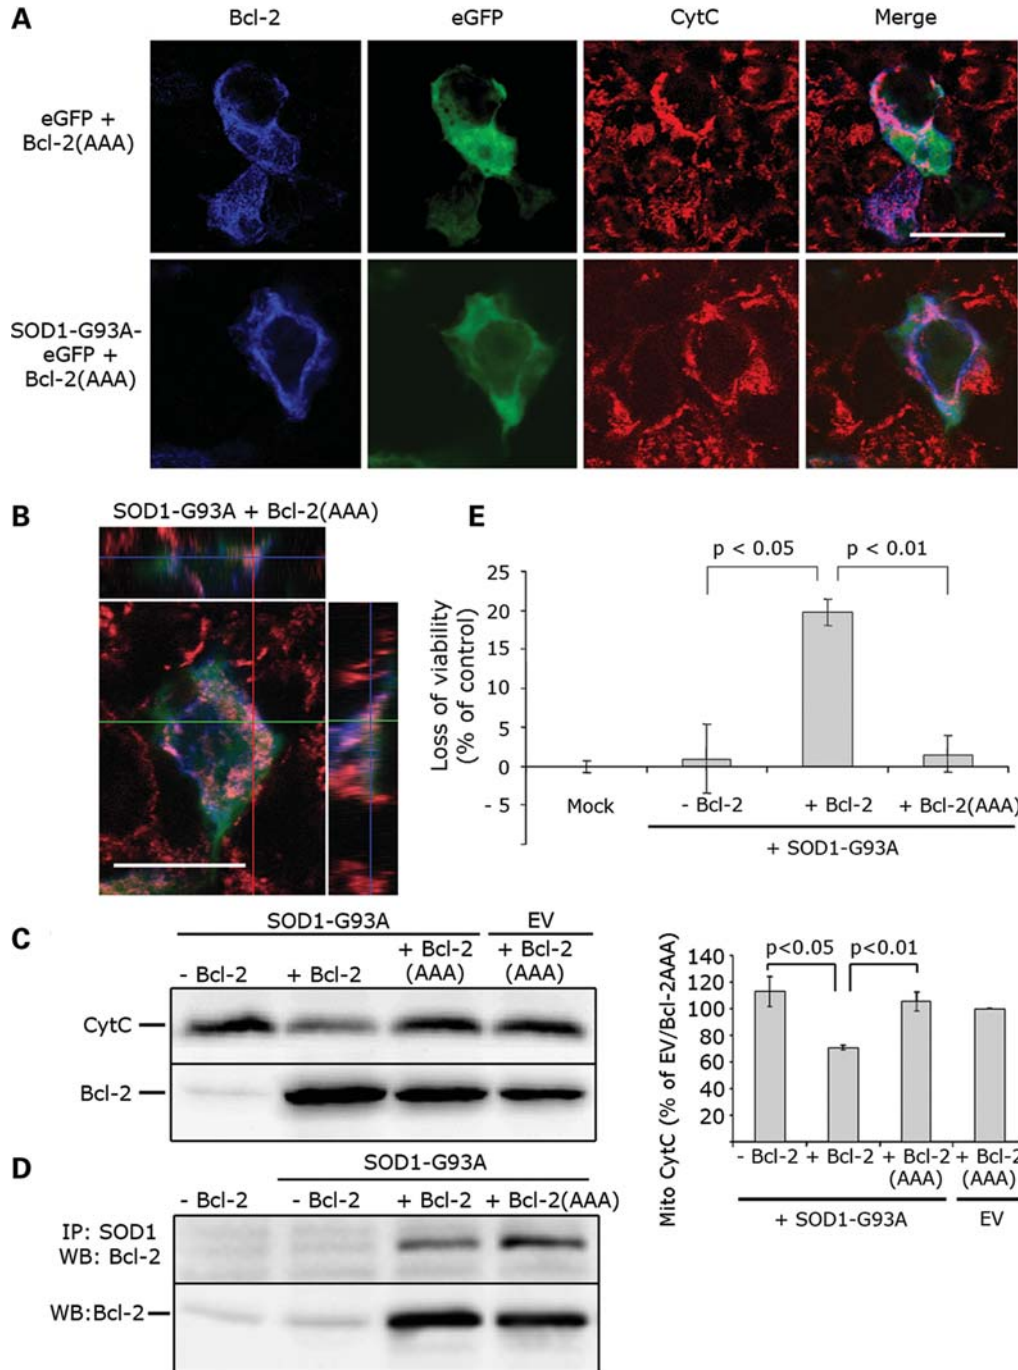 A
Bcl-2 eGFP CytC Merge
eGFP +
Bcl-2(AAA)
SOD1-G93A-
eGFP +
Bcl-2(AAA)
B
SOD1-G93A + Bcl-2(AAA)
E
p < 0.05 p < 0.01
Loss of viability
(% of control)
25
20
15
10
5
0
- 5
Mock - Bcl-2 + Bcl-2 + Bcl-2(AAA)
+ SOD1-G93A
C
SOD1-G93A EV
- Bcl-2 + Bcl-2 + Bcl-2 (AAA) + Bcl-2 (AAA)
CytC
Bcl-2
Mito CytC (% of EV/Bcl-2AAA)
p<0.05 p<0.01
140
120
100
80
60
40
20
- Bcl-2 + Bcl-2 + Bcl-2 (AAA) + Bcl-2 (AAA)
+ SOD1-G93A EV
D
SOD1-G93A
- Bcl-2 - Bcl-2 + Bcl-2 + Bcl-2(AAA)
IP: SOD1
WB: Bcl-2
WB:Bcl-2